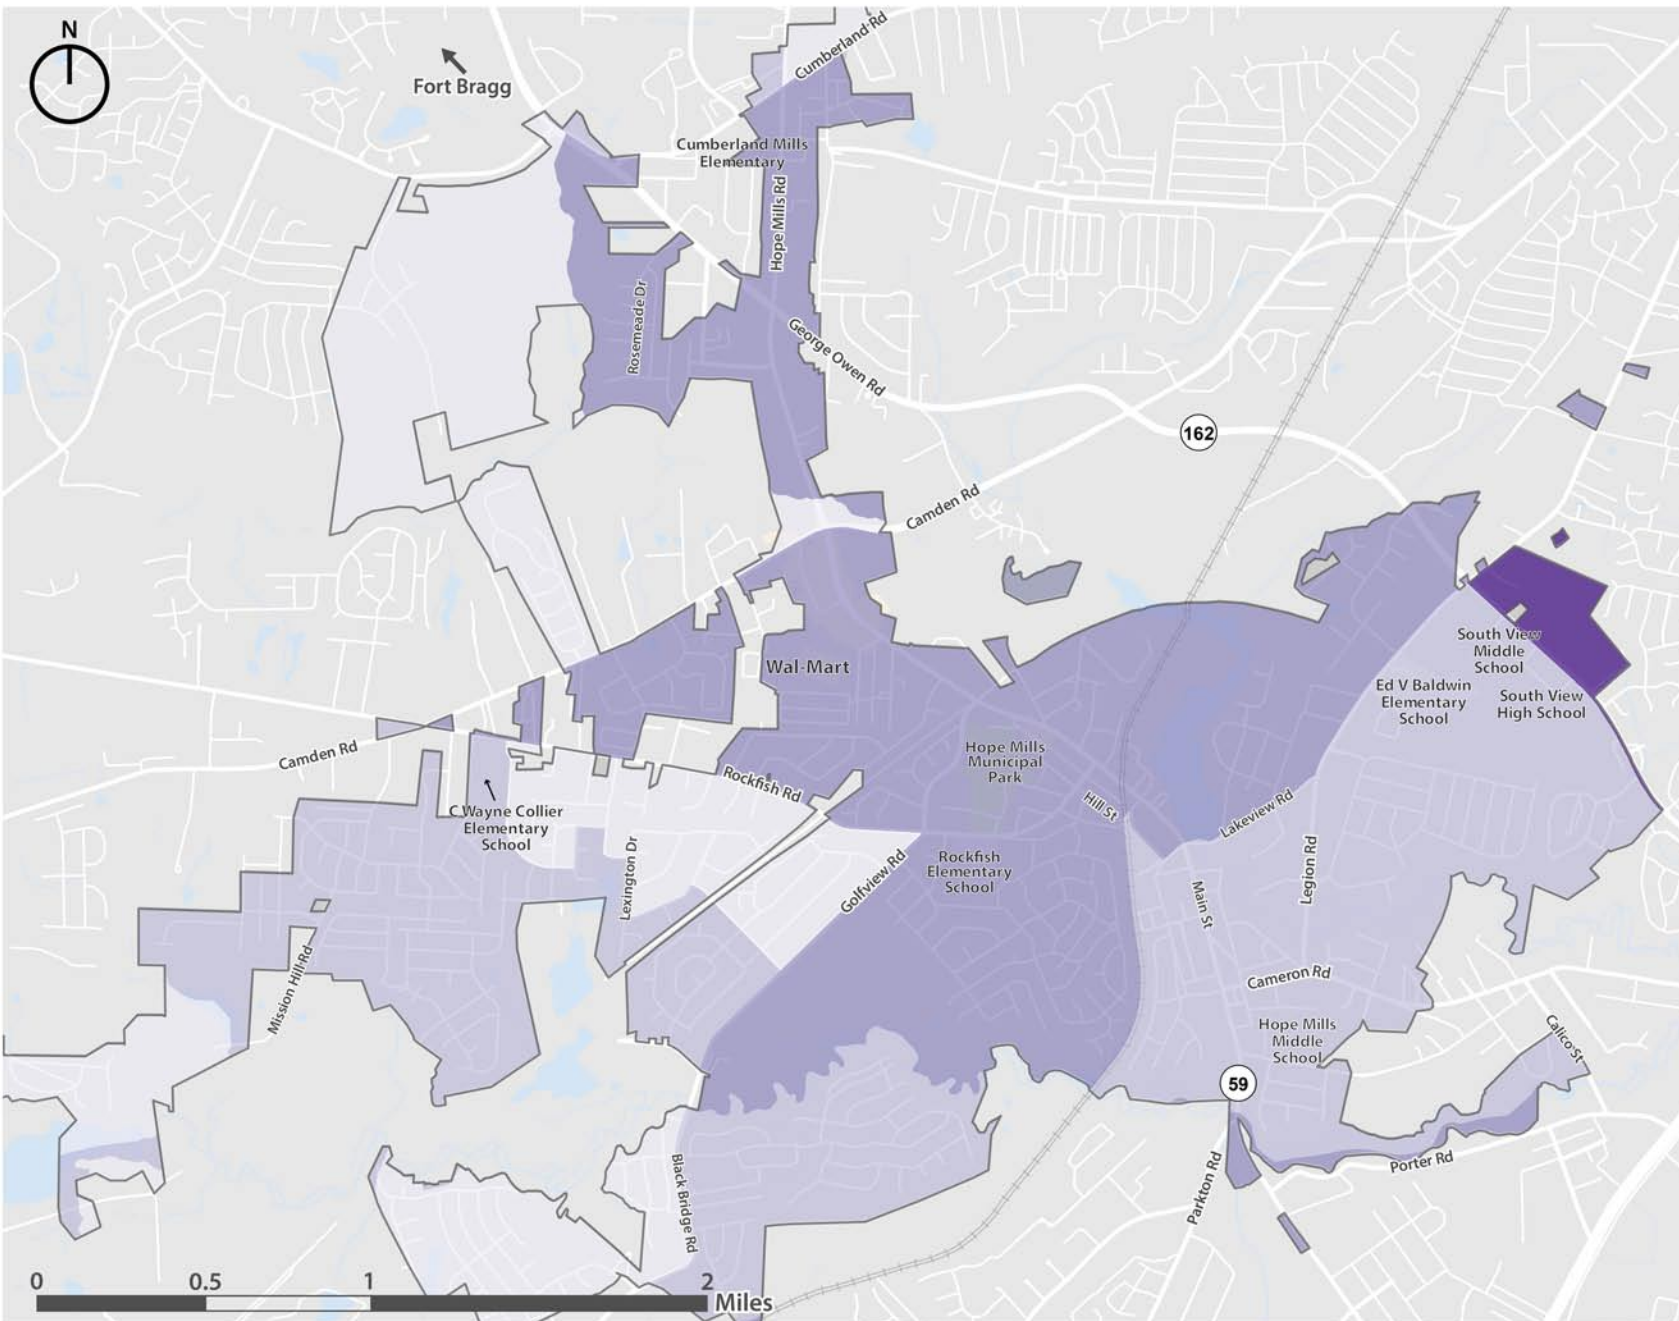 N
Fort Bragg
Cumberland Rd
Cumberland Mills
Elementary
Hope Mills Rd
Rosemeade Dr
George Owen Rd
162
Camden Rd
South View
Middle
School
Wal-Mart
Ed V Baldwin
Elementary
School
South View
High School
Camden Rd
Hope Mills
Municipal
Park
Rockfish Rd
Hill St
Lakeview Rd
C Wayne Collier
Elementary
School
Lexington Dr
Golfview Rd
Rockfish
Elementary
School
Legion Rd
Main St
Mission Hill Rd
Cameron Rd
Hope Mills
Middle
School
Calico St
59
Black Bridge Rd
Parkton Rd
Porter Rd
0 0.5 1 2
Miles